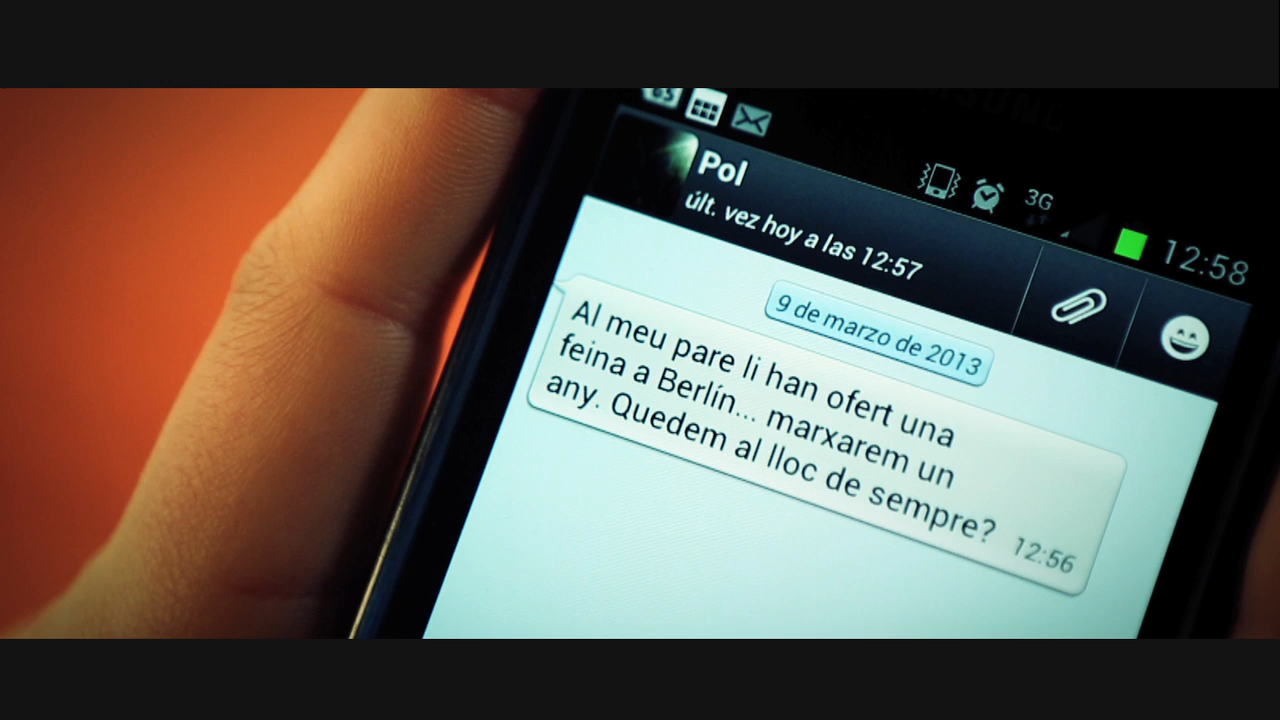 65
3G
12:58
Pol
últ. vez hoy a las 12:57
9 de marzo de 2013
Al meu pare li han ofert una
feina a Berlín... marxarem un
any. Quedem al lloc de sempre?
12:56